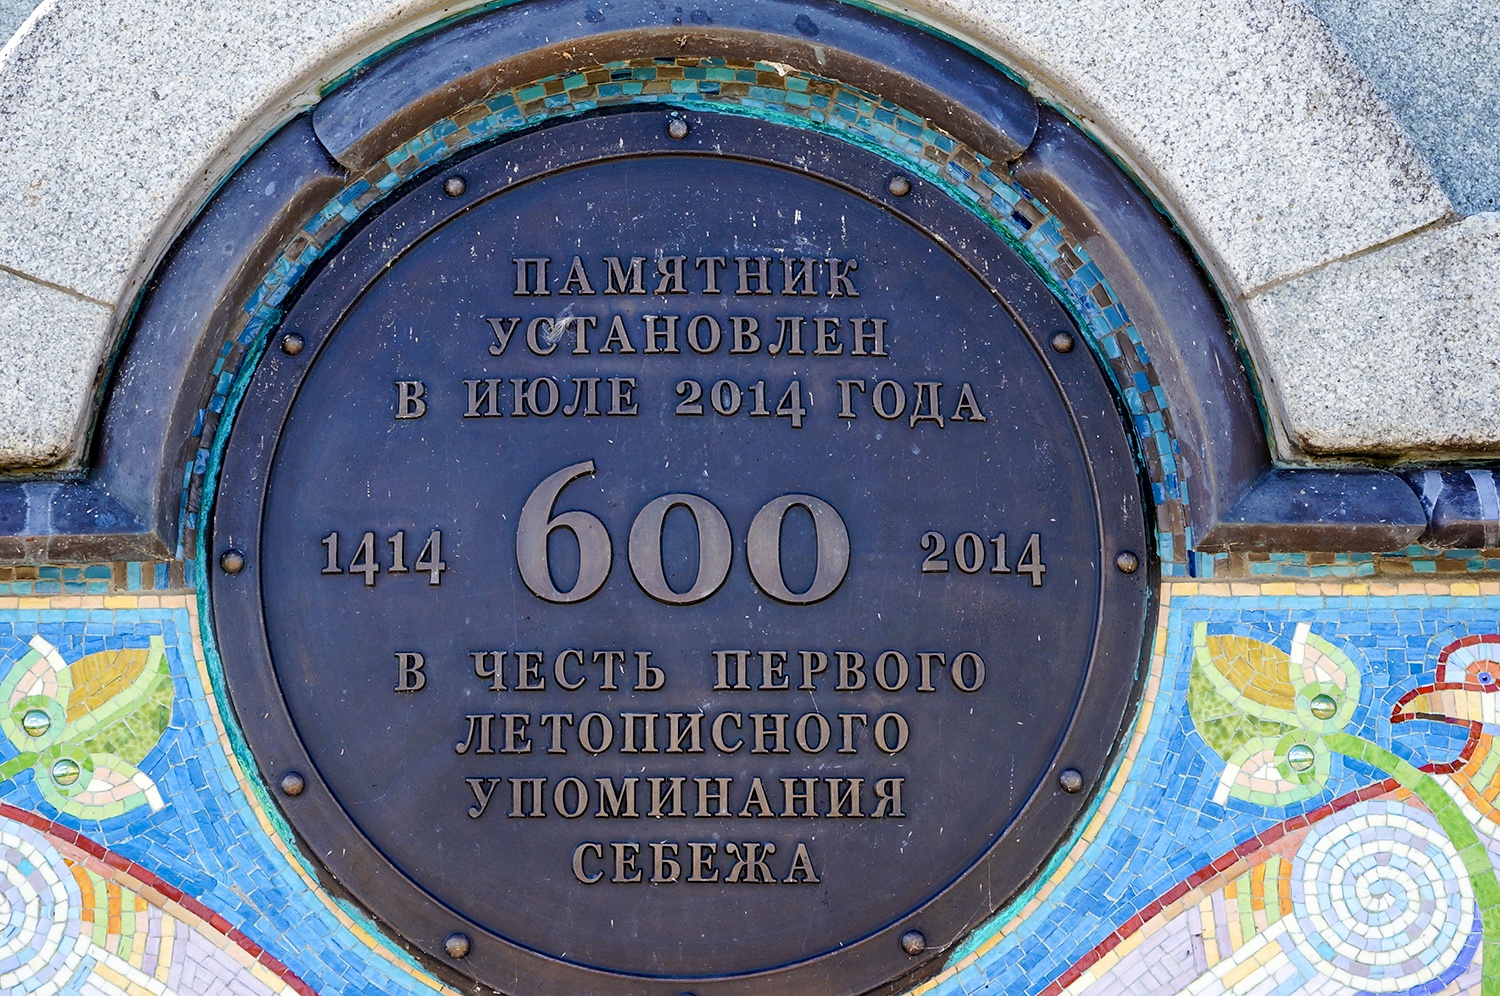 ПАМЯТНИК
УСТАНОВЛЕН
В ИЮЛЕ 2014 ГОДА
1414 600 2014
В ЧЕСТЬ ПЕРВОГО
ЛЕТОПИСНОГО
УПОМИНАНИЯ
СЕБЕЖА